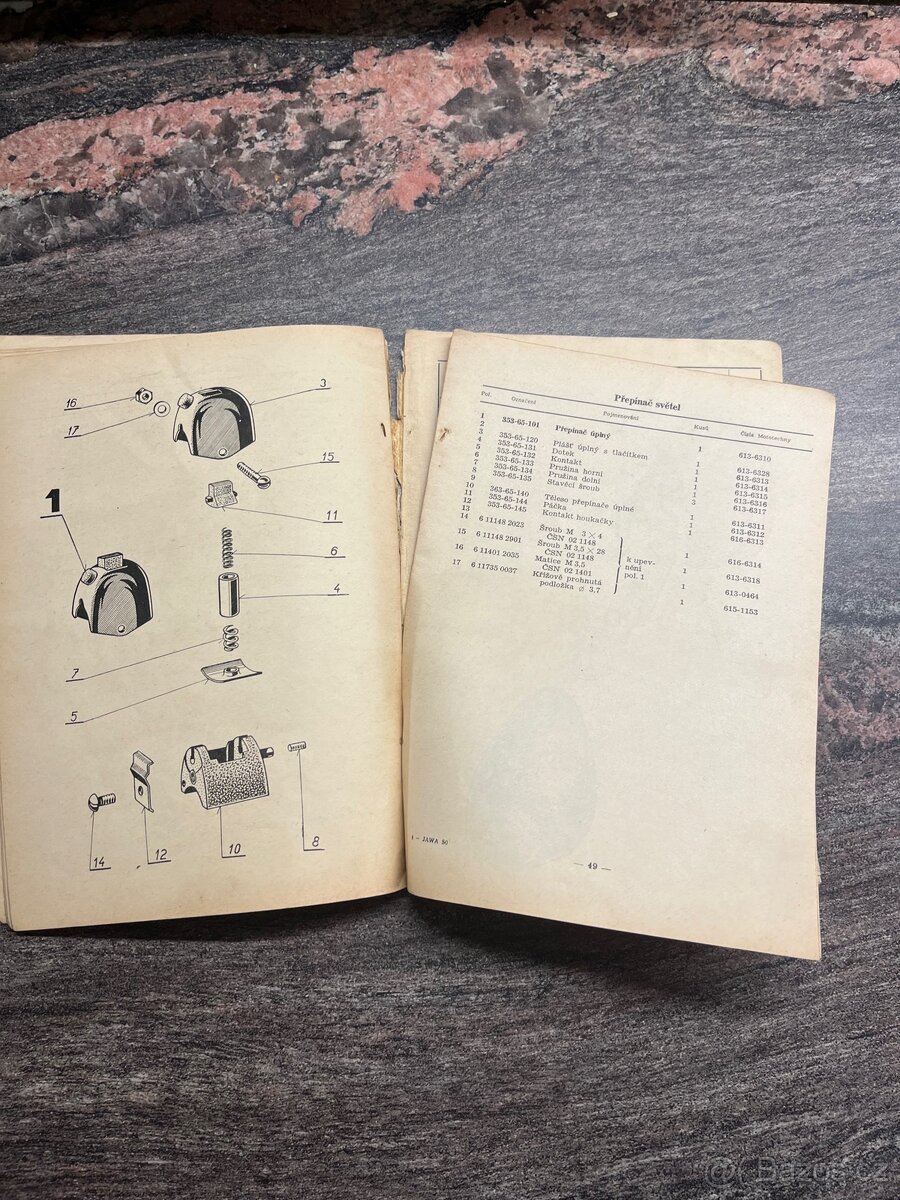 16
17
3
1
15
11
6
4
7
5
14
12
10
8
Přepínač světel
Pol. Označení Pojmenování Kusů Číslo Mototechny
1 353-65-101 Přepínač úplný 1 613-6310
2
3 353-65-120 Plášť úplný s tlačítkem 1 613-6328
4 353-65-131 Dotek 1 613-6313
5 353-65-132 Kontakt 1 613-6314
6 353-65-133 Pružina horní 1 613-6315
7 353-65-134 Pružina dolní 3 613-6316
8 353-65-135 Stavěcí šroub 1 613-6317
9
10 363-65-140 Těleso přepínače úplné 1 613-6311
11 353-65-144 Páčka 1 613-6312
12 353-65-145 Kontakt houkačky 1 616-6313
13
14 6 11148 2023 Šroub M 3 × 4
ČSN 02 1148 1 616-6314
15 6 11148 2901 Šroub M 3,5 × 28
ČSN 02 1148 1 613-6318
16 6 11401 2035 Matice M 3,5
ČSN 02 1401 1 613-0464
17 6 11735 0037 Křížově prohnutá
podložka ⌀ 3,7 1 615-1153
k upev-
nění
pol. 1
— JAWA 50
— 49 —
Bazos.cz